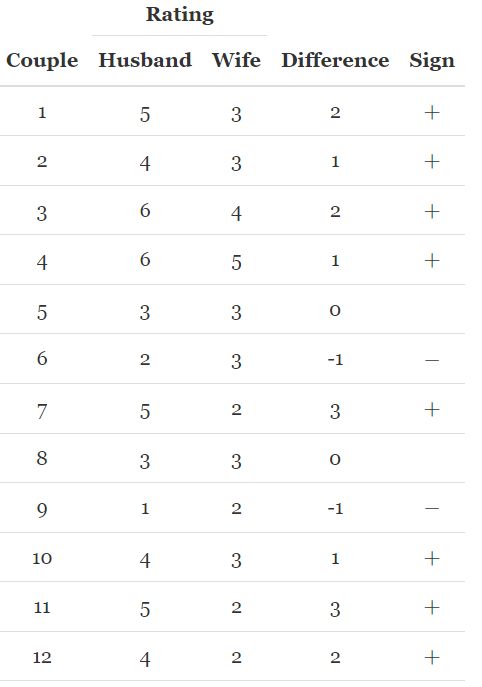 Rating
Couple Husband Wife Difference Sign
1 5 3 2 +
2 4 3 1 +
3 6 4 2 +
4 6 5 1 +
5 3 3 0
6 2 3 -1 −
7 5 2 3 +
8 3 3 0
9 1 2 -1 −
10 4 3 1 +
11 5 2 3 +
12 4 2 2 +